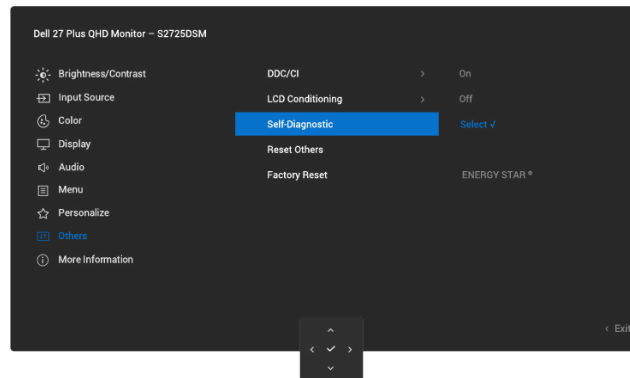 Dell 27 Plus QHD Monitor – S2725DSM
Brightness/Contrast
Input Source
Color
Display
Audio
Menu
Personalize
Others
More Information
DDC/CI > On
LCD Conditioning > Off
Self-Diagnostic Select √
Reset Others
Factory Reset ENERGY STAR ®
< Exit